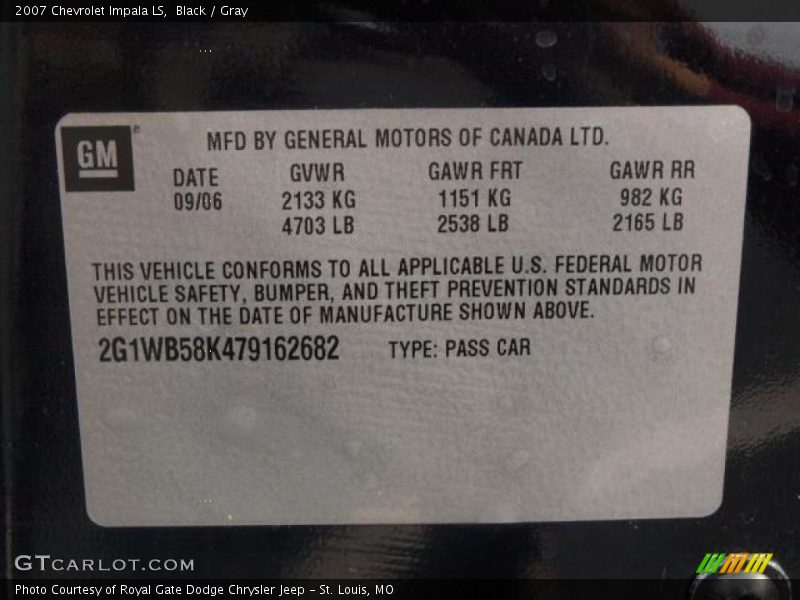 2007 Chevrolet Impala LS, Black / Gray
GM
MFD BY GENERAL MOTORS OF CANADA LTD.
DATE GVWR GAWR FRT GAWR RR
09/06 2133 KG 1151 KG 982 KG
4703 LB 2538 LB 2165 LB
THIS VEHICLE CONFORMS TO ALL APPLICABLE U.S. FEDERAL MOTOR
VEHICLE SAFETY, BUMPER, AND THEFT PREVENTION STANDARDS IN
EFFECT ON THE DATE OF MANUFACTURE SHOWN ABOVE.
2G1WB58K479162682 TYPE: PASS CAR
GTCARLOT.COM
Photo Courtesy of Royal Gate Dodge Chrysler Jeep - St. Louis, MO